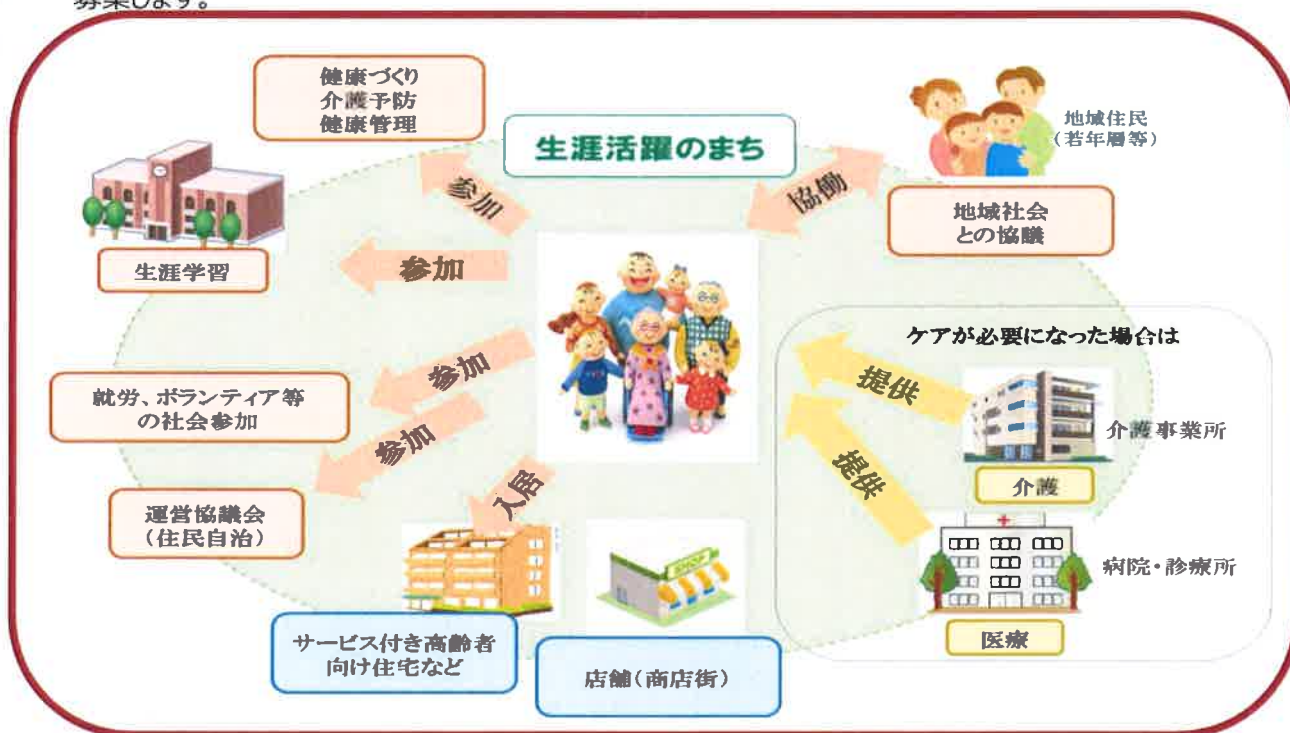 募集します。
健康づくり
介護予防
健康管理
生涯活躍のまち
地域住民
（若年層等）
参加
協働
地域社会
との協議
生涯学習
参加
ケアが必要になった場合は
就労、ボランティア等
の社会参加
参加
提供
介護事業所
参加
介護
提供
運営協議会
（住民自治）
入居
SHOP
病院・診療所
医療
サービス付き高齢者
向け住宅など
店舗（商店街）